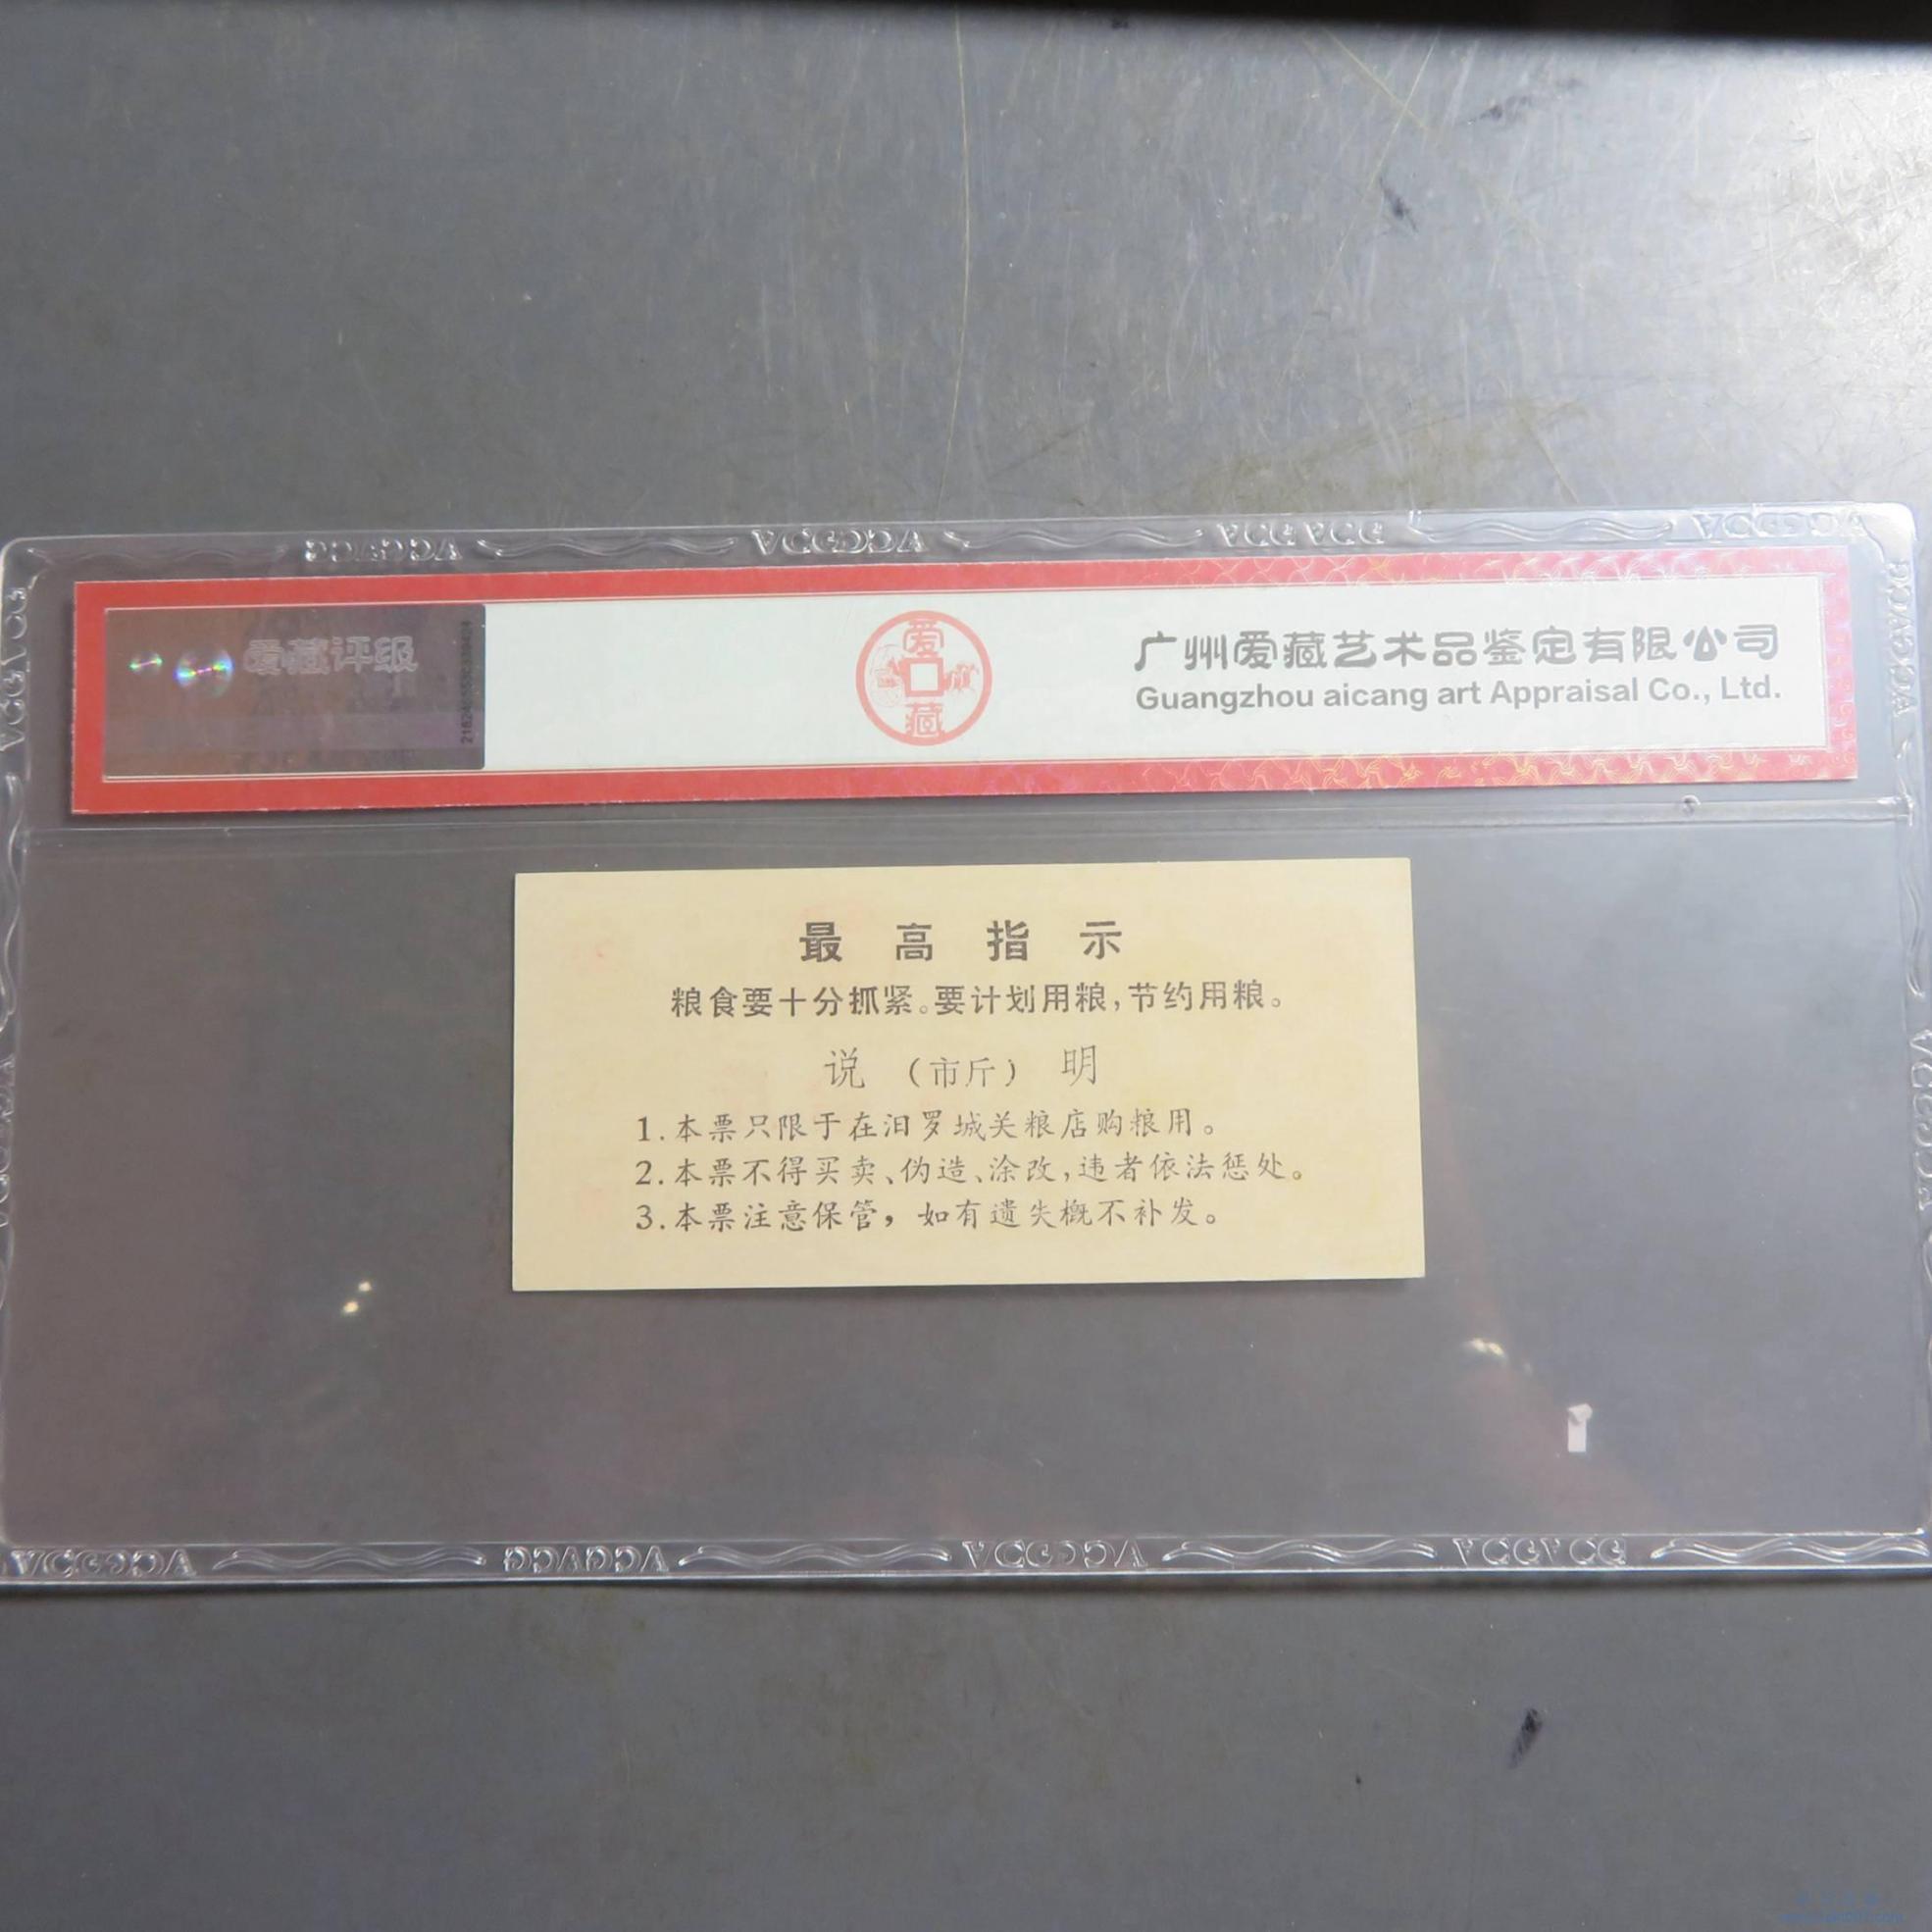 爱藏评级
爱藏
广州爱藏艺术品鉴定有限公司
Guangzhou aicang art Appraisal Co., Ltd.
最高指示
粮食要十分抓紧。要计划用粮,节约用粮。
说（市斤）明
1.本票只限于在汨罗城关粮店购粮用。
2.本票不得买卖、伪造、涂改,违者依法惩处。
3.本票注意保管，如有遗失概不补发。